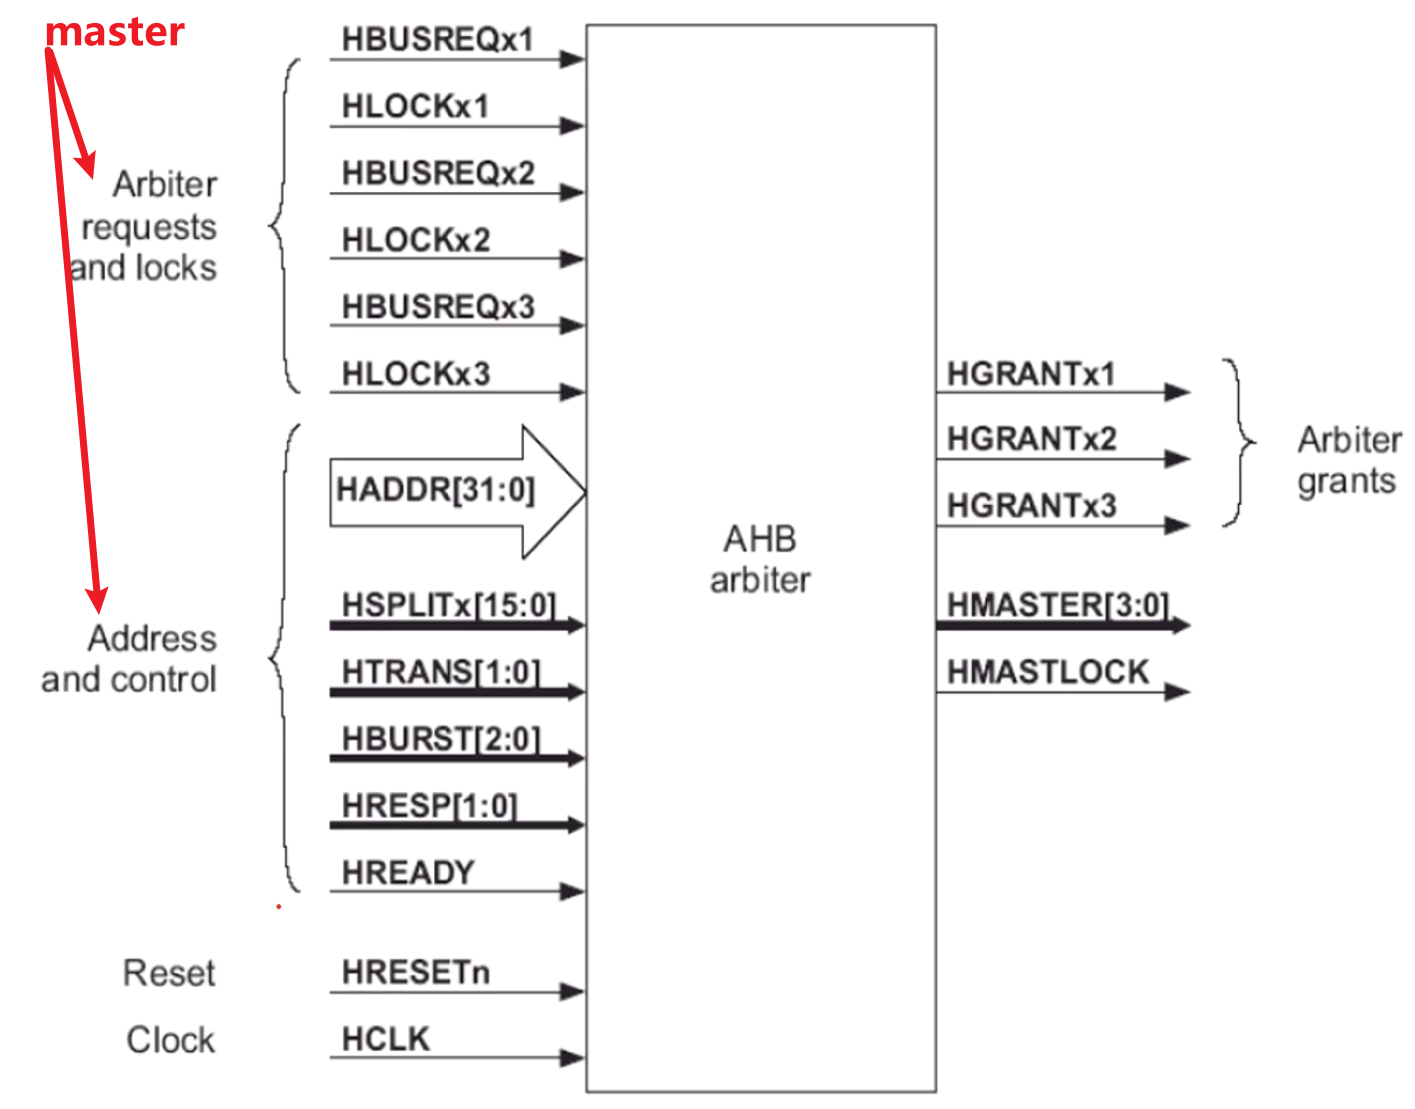 master
HBUSREQx1
HLOCKx1
HBUSREQx2
HLOCKx2
HBUSREQx3
HLOCKx3
Arbiter
requests
and locks
HADDR[31:0]
HSPLITx[15:0]
HTRANS[1:0]
HBURST[2:0]
HRESP[1:0]
HREADY
Address
and control
Reset
HRESETn
Clock
HCLK
AHB
arbiter
HGRANTx1
HGRANTx2
HGRANTx3
Arbiter
grants
HMASTER[3:0]
HMASTLOCK